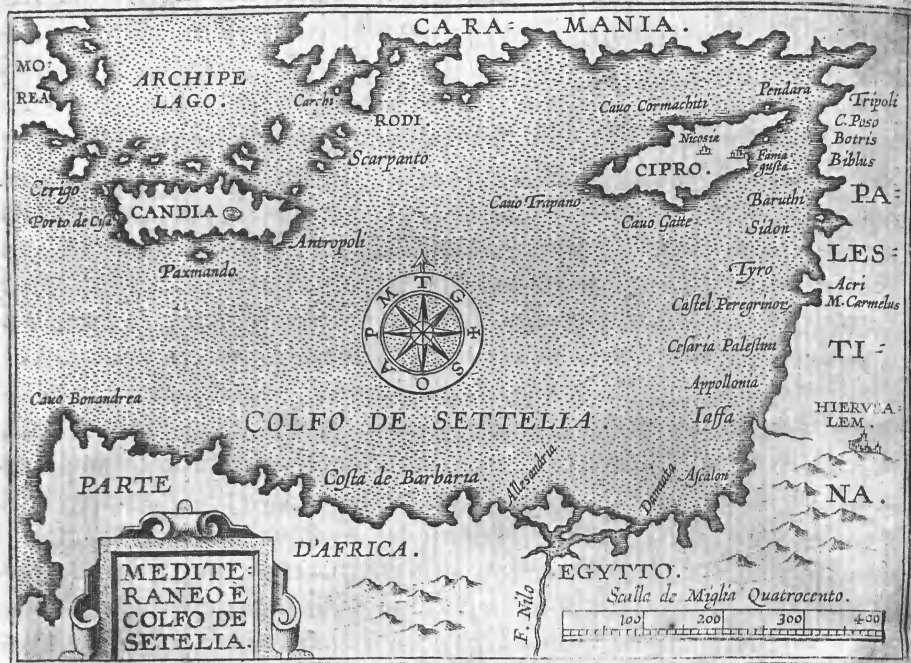 CARA= MANIA.
MO=
REA
ARCHIPE
LAGO.
Carchi
RODI
Scarpanto
Cerigo
Porto de Cisa
CANDIA
Antropoli
Paxmando.
Cauo Cormachiti
Pendara
Nicosia
Fama
gusta
CIPRO.
Cauo Trapano
Cauo Gatte
Tripoli
C. Poso
Botris
Biblus
Baruthi
Sidon
Tyro
Acri
M. Carmelus
Castel Peregrinor
Cesaria Palestini
Appollonia
Iaffa
Ascalon
PA=
LES=
TI=
NA.
HIERVSA
LEM.
T
G
✠
S
O
A
P
M
COLFO DE SETTELIA.
Cauo Bonandrea
Costa de Barbaria
Allesandria
Damiata
PARTE
D'AFRICA.
EGYTTO.
F. Nilo
MEDITE=
RANEO E
COLFO DE
SETELIA.
Scalla de Miglia Quatrocento.
100 200 300 400